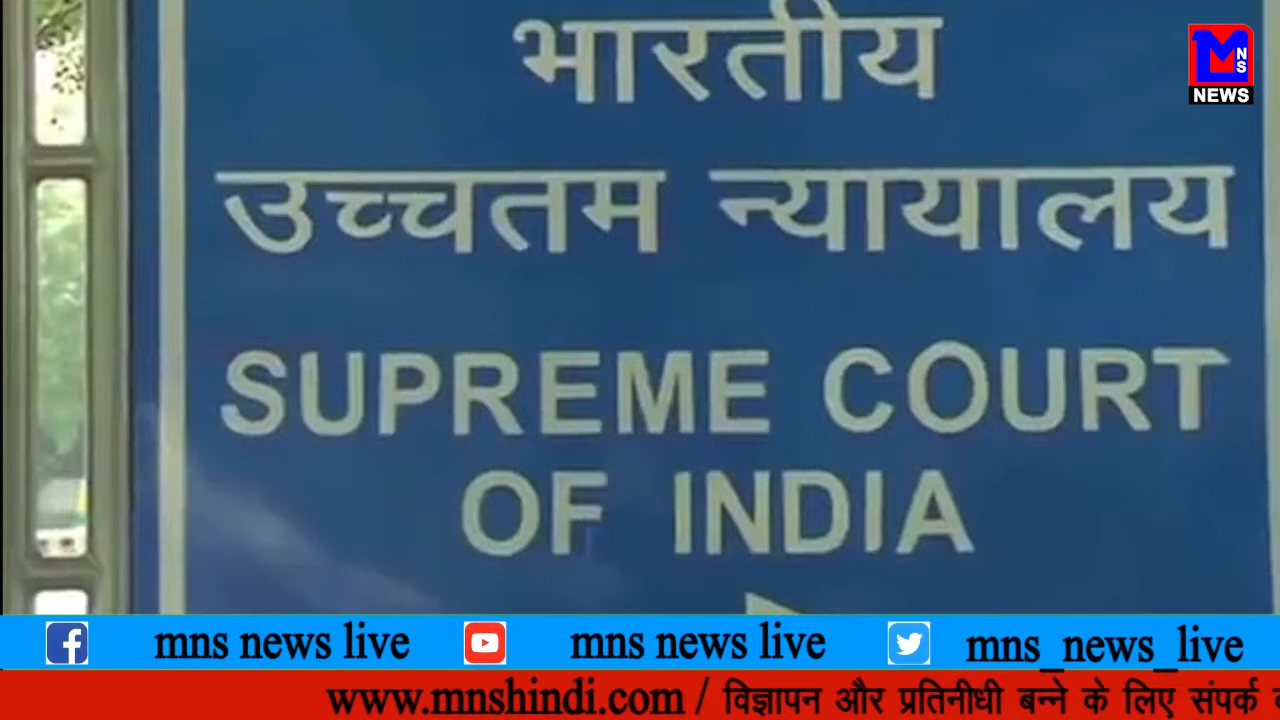 भारतीय
M NS
NEWS
उच्चतम न्यायालय
SUPREME COURT
OF INDIA
mns news live mns news live mns_news_live
www.mnshindi.com / विज्ञापन और प्रतिनीधी बन्ने के लिए संपर्क